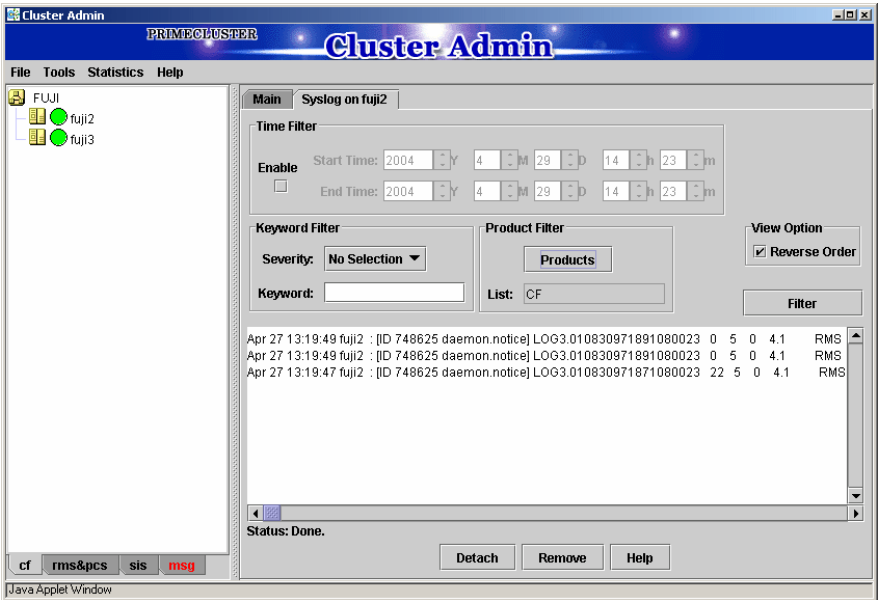 Cluster Admin
PRIMECLUSTER
Cluster Admin
File Tools Statistics Help
FUJI
fuji2
fuji3
Main Syslog on fuji2
Time Filter
Enable
Start Time: 2004 Y 4 M 29 D 14 h 23 m
End Time: 2004 Y 4 M 29 D 14 h 23 m
Keyword Filter
Severity: No Selection
Keyword:
Product Filter
Products
List: CF
View Option
Reverse Order
Filter
Apr 27 13:19:49 fuji2 : [ID 748625 daemon.notice] LOG3.010830971891080023 0 5 0 4.1 RMS
Apr 27 13:19:49 fuji2 : [ID 748625 daemon.notice] LOG3.010830971891080023 0 5 0 4.1 RMS
Apr 27 13:19:47 fuji2 : [ID 748625 daemon.notice] LOG3.010830971871080023 22 5 0 4.1 RMS
Status: Done.
Detach Remove Help
cf rms&pcs sis msg
Java Applet Window